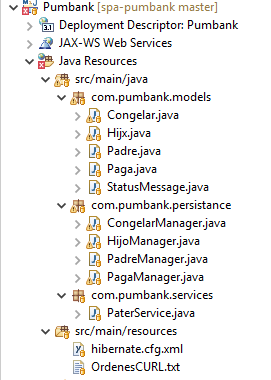 Pumbank [spa-pumbank master]
Deployment Descriptor: Pumbank
JAX-WS Web Services
Java Resources
src/main/java
com.pumbank.models
Congelar.java
Hijx.java
Padre.java
Paga.java
StatusMessage.java
com.pumbank.persistance
CongelarManager.java
HijoManager.java
PadreManager.java
PagaManager.java
com.pumbank.services
PaterService.java
src/main/resources
hibernate.cfg.xml
OrdenesCURL.txt